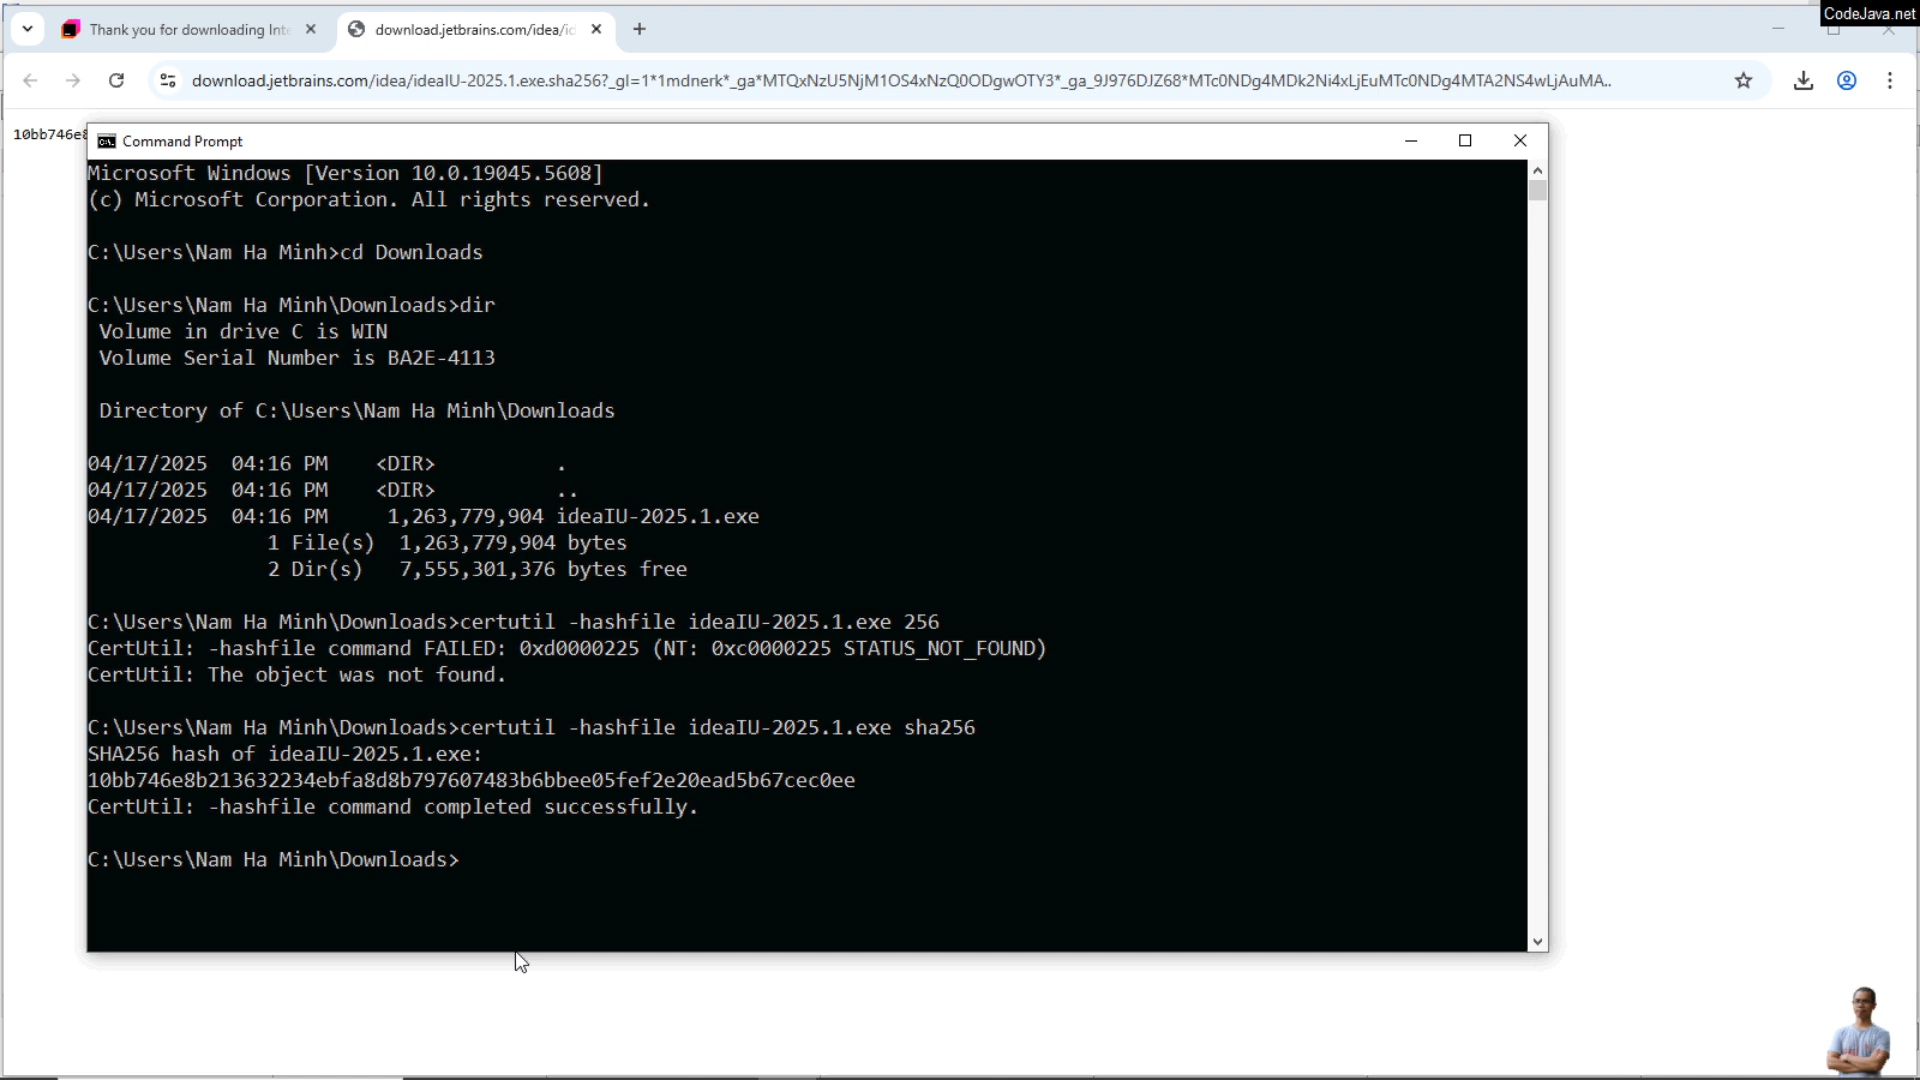 CodeJava.net
Thank you for downloading Int
download.jetbrains.com/idea/id
download.jetbrains.com/idea/ideaIU-2025.1.exe.sha256?_gl=1*1mdnerk*_ga*MTQxNzU5NjM1OS4xNzQ0ODgwOTY3*_ga_9J976DJZ68*MTc0NDg4MDk2Ni4xLjEuMTc0NDg4MTA2NS4wLjAuMA..
10bb746e8
Command Prompt
Microsoft Windows [Version 10.0.19045.5608]
(c) Microsoft Corporation. All rights reserved.
C:\Users\Nam Ha Minh>cd Downloads
C:\Users\Nam Ha Minh\Downloads>dir
Volume in drive C is WIN
Volume Serial Number is BA2E-4113
Directory of C:\Users\Nam Ha Minh\Downloads
04/17/2025  04:16 PM    <DIR>          .
04/17/2025  04:16 PM    <DIR>          ..
04/17/2025  04:16 PM     1,263,779,904 ideaIU-2025.1.exe
1 File(s)  1,263,779,904 bytes
2 Dir(s)   7,555,301,376 bytes free
C:\Users\Nam Ha Minh\Downloads>certutil -hashfile ideaIU-2025.1.exe 256
CertUtil: -hashfile command FAILED: 0xd0000225 (NT: 0xc0000225 STATUS_NOT_FOUND)
CertUtil: The object was not found.
C:\Users\Nam Ha Minh\Downloads>certutil -hashfile ideaIU-2025.1.exe sha256
SHA256 hash of ideaIU-2025.1.exe:
10bb746e8b213632234ebfa8d8b797607483b6bbee05fef2e20ead5b67cec0ee
CertUtil: -hashfile command completed successfully.
C:\Users\Nam Ha Minh\Downloads>